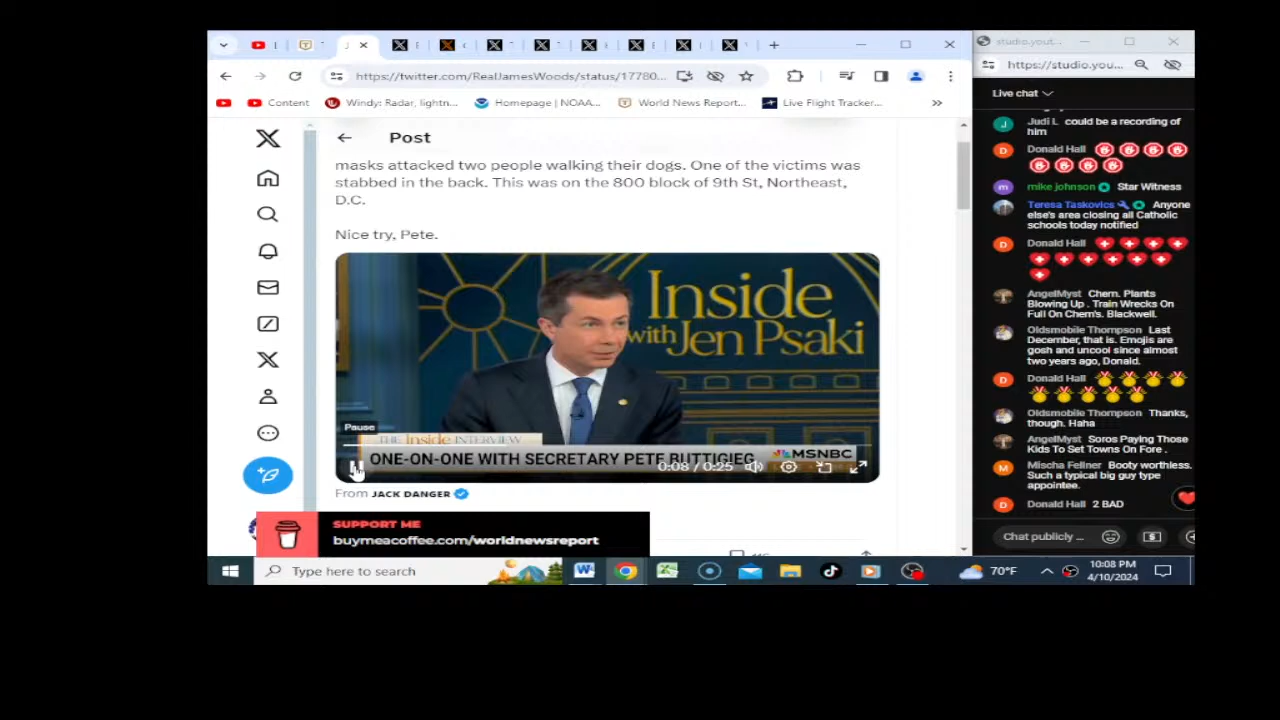 https://twitter.com/RealJamesWoods/status/17780...
Content
Windy: Radar, lightn...
Homepage | NOAA...
World News Report...
Live Flight Tracker...
»
Post
masks attacked two people walking their dogs. One of the victims was
stabbed in the back. This was on the 800 block of 9th St, Northeast,
D.C.
Nice try, Pete.
Inside
with Jen Psaki
Pause
THE Inside INTERVIEW
ONE-ON-ONE WITH SECRETARY PETE BUTTIGIEG
MSNBC
0:08 / 0:25
From JACK DANGER
SUPPORT ME
buymeacoffee.com/worldnewsreport
Type here to search
70°F
10:08 PM
4/10/2024
studio.yout...
https://studio.you...
Live chat
Judi L could be a recording of
him
Donald Hall
mike johnson Star Witness
Teresa Taskovics Anyone
else's area closing all Catholic
schools today notified
Donald Hall
AngelMyst Chem. Plants
Blowing Up . Train Wrecks On
Full On Chem's. Blackwell.
Oldsmobile Thompson Last
December, that is. Emojis are
gosh and uncool since almost
two years ago, Donald.
Donald Hall
Oldsmobile Thompson Thanks,
though. Haha
AngelMyst Soros Paying Those
Kids To Set Towns On Fore .
Mischa Fellner Booty worthless.
Such a typical big guy type
appointee.
Donald Hall 2 BAD
Chat publicly ...